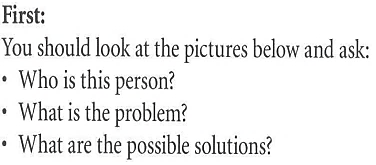 First:
You should look at the pictures below and ask:
• Who is this person?
• What is the problem?
• What are the possible solutions?